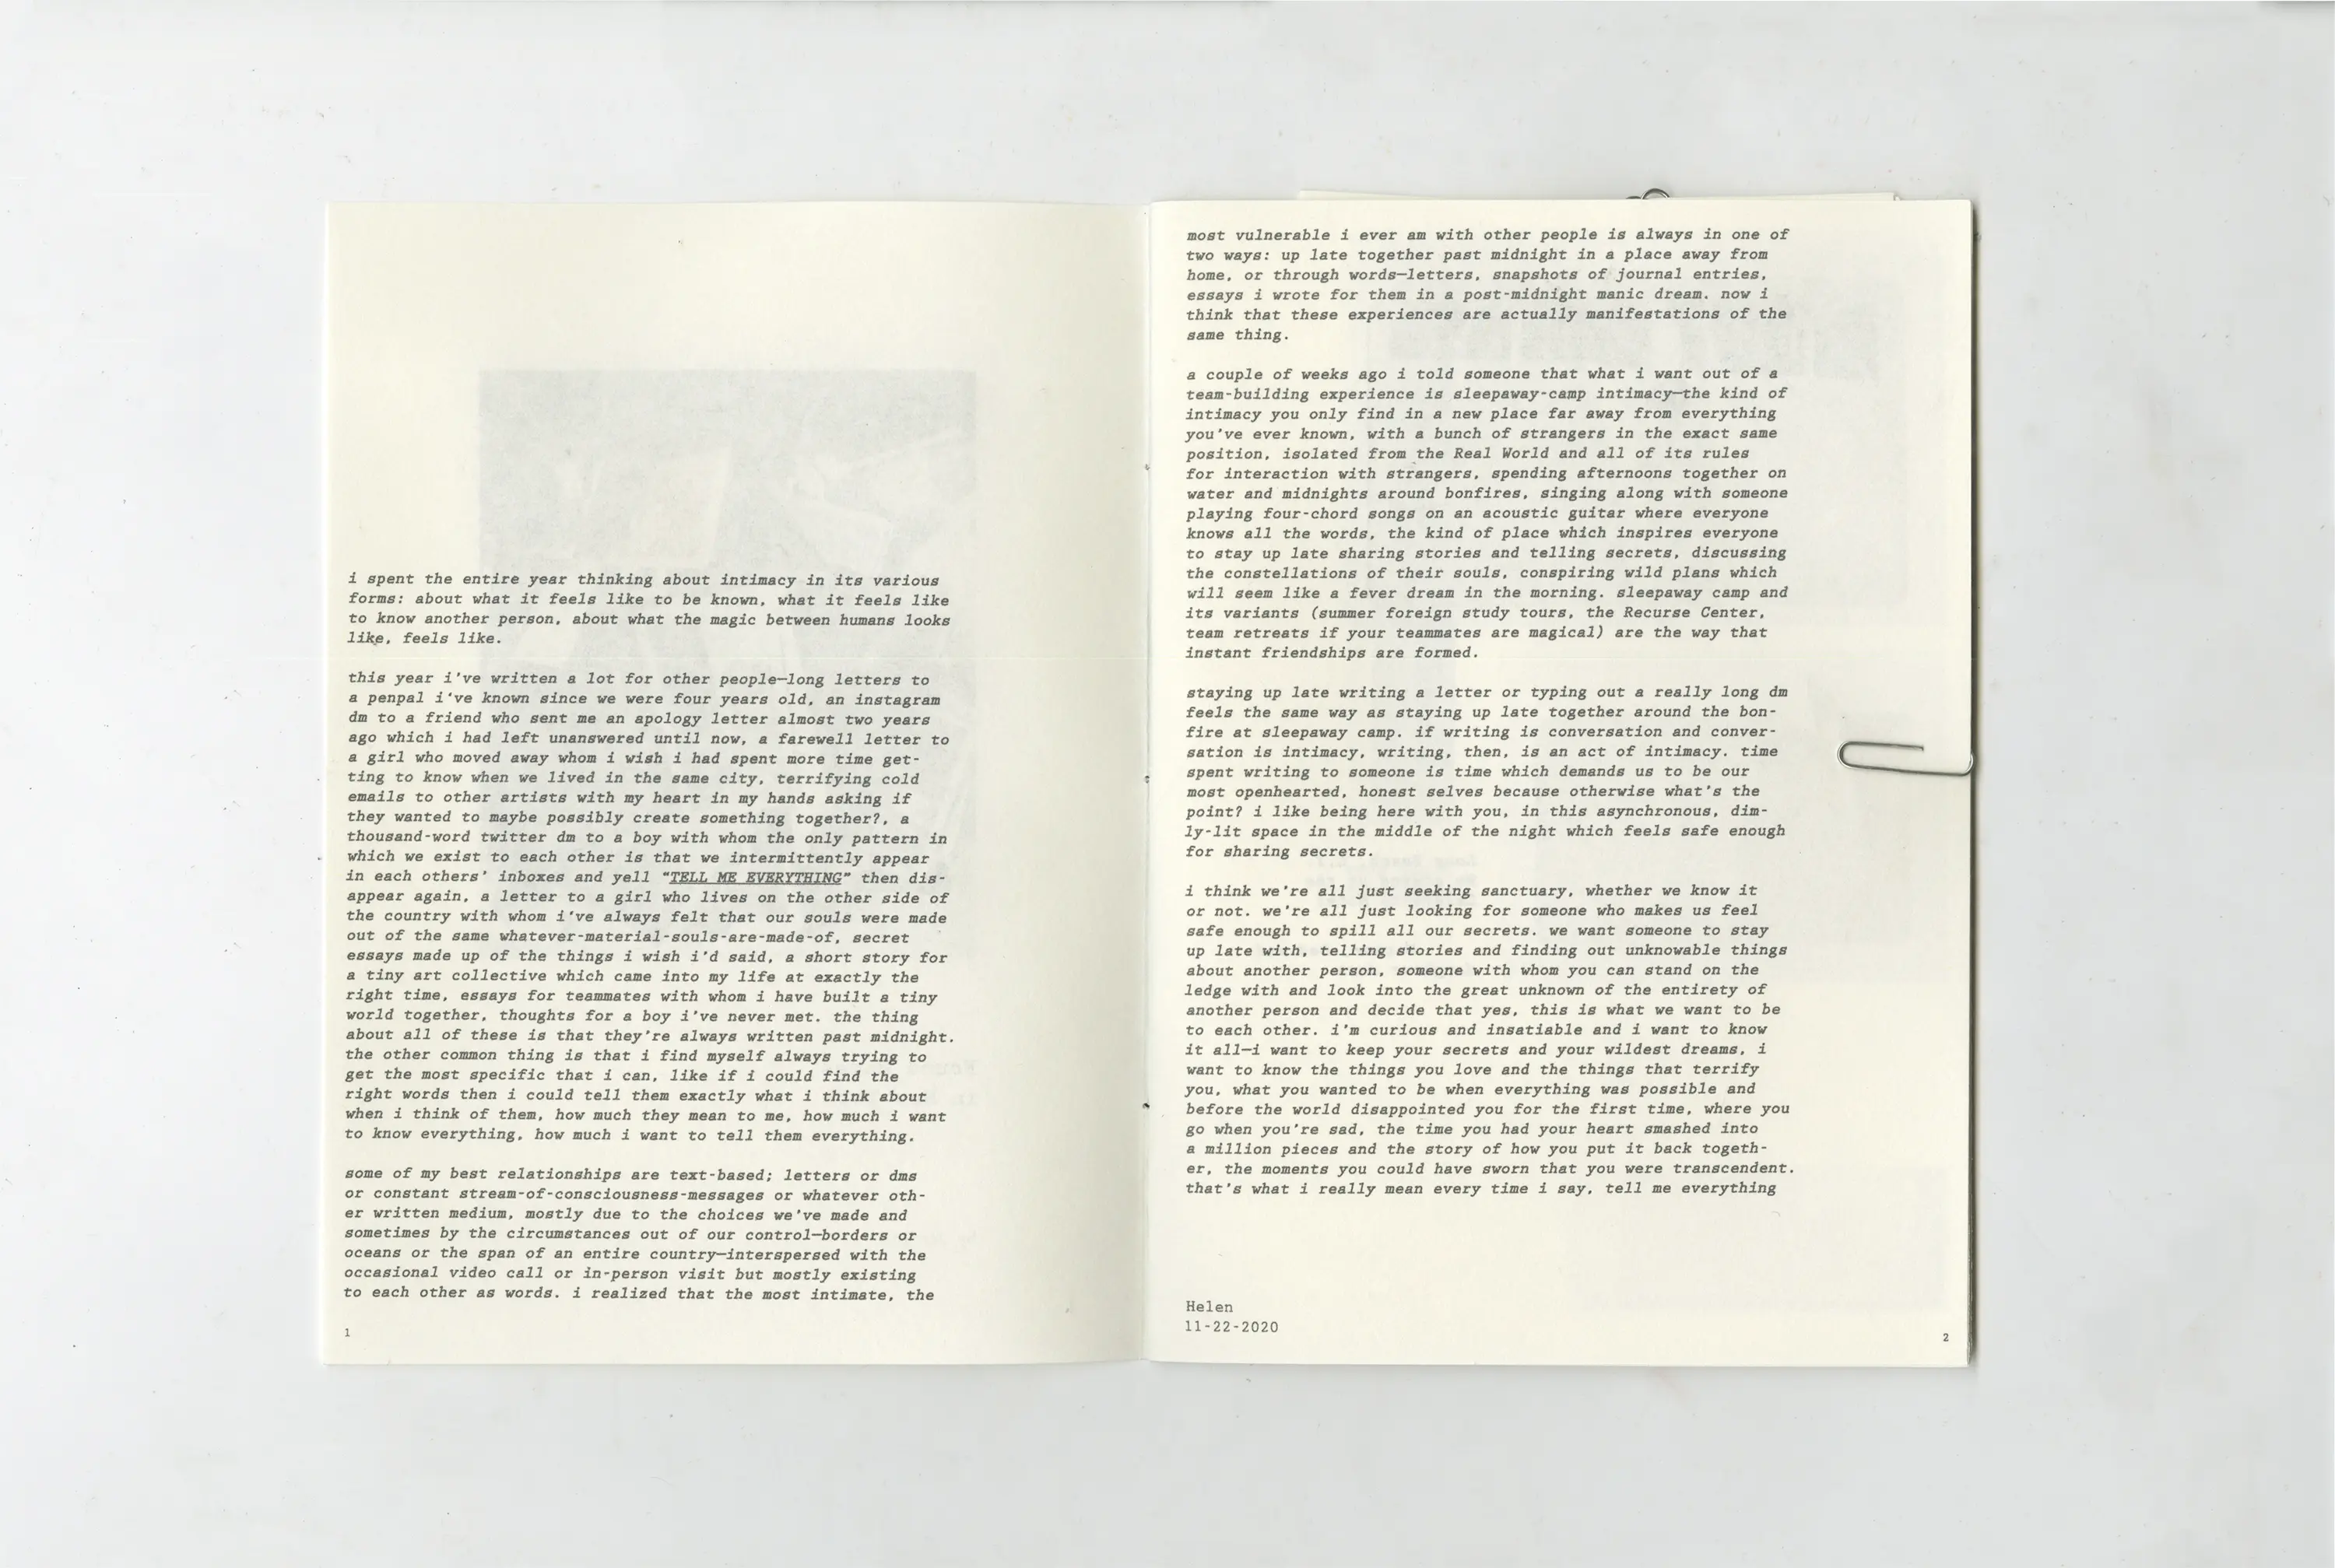 i spent the entire year thinking about intimacy in its various
forms: about what it feels like to be known, what it feels like
to know another person, about what the magic between humans looks
like, feels like.
this year i've written a lot for other people—long letters to
a penpal i've known since we were four years old, an instagram
dm to a friend who sent me an apology letter almost two years
ago which i had left unanswered until now, a farewell letter to
a girl who moved away whom i wish i had spent more time get-
ting to know when we lived in the same city, terrifying cold
emails to other artists with my heart in my hands asking if
they wanted to maybe possibly create something together?, a
thousand-word twitter dm to a boy with whom the only pattern in
which we exist to each other is that we intermittently appear
in each others' inboxes and yell “TELL ME EVERYTHING” then dis-
appear again, a letter to a girl who lives on the other side of
the country with whom i've always felt that our souls were made
out of the same whatever-material-souls-are-made-of, secret
essays made up of the things i wish i'd said, a short story for
a tiny art collective which came into my life at exactly the
right time, essays for teammates with whom i have built a tiny
world together, thoughts for a boy i've never met. the thing
about all of these is that they're always written past midnight.
the other common thing is that i find myself always trying to
get the most specific that i can, like if i could find the
right words then i could tell them exactly what i think about
when i think of them, how much they mean to me, how much i want
to know everything, how much i want to tell them everything.
some of my best relationships are text-based; letters or dms
or constant stream-of-consciousness-messages or whatever oth-
er written medium, mostly due to the choices we've made and
sometimes by the circumstances out of our control—borders or
oceans or the span of an entire country—interspersed with the
occasional video call or in-person visit but mostly existing
to each other as words. i realized that the most intimate, the
1
most vulnerable i ever am with other people is always in one of
two ways: up late together past midnight in a place away from
home, or through words—letters, snapshots of journal entries,
essays i wrote for them in a post-midnight manic dream. now i
think that these experiences are actually manifestations of the
same thing.
a couple of weeks ago i told someone that what i want out of a
team-building experience is sleepaway-camp intimacy—the kind of
intimacy you only find in a new place far away from everything
you've ever known, with a bunch of strangers in the exact same
position, isolated from the Real World and all of its rules
for interaction with strangers, spending afternoons together on
water and midnights around bonfires, singing along with someone
playing four-chord songs on an acoustic guitar where everyone
knows all the words, the kind of place which inspires everyone
to stay up late sharing stories and telling secrets, discussing
the constellations of their souls, conspiring wild plans which
will seem like a fever dream in the morning. sleepaway camp and
its variants (summer foreign study tours, the Recurse Center,
team retreats if your teammates are magical) are the way that
instant friendships are formed.
staying up late writing a letter or typing out a really long dm
feels the same way as staying up late together around the bon-
fire at sleepaway camp. if writing is conversation and conver-
sation is intimacy, writing, then, is an act of intimacy. time
spent writing to someone is time which demands us to be our
most openhearted, honest selves because otherwise what's the
point? i like being here with you, in this asynchronous, dim-
ly-lit space in the middle of the night which feels safe enough
for sharing secrets.
i think we're all just seeking sanctuary, whether we know it
or not. we're all just looking for someone who makes us feel
safe enough to spill all our secrets. we want someone to stay
up late with, telling stories and finding out unknowable things
about another person, someone with whom you can stand on the
ledge with and look into the great unknown of the entirety of
another person and decide that yes, this is what we want to be
to each other. i'm curious and insatiable and i want to know
it all—i want to keep your secrets and your wildest dreams, i
want to know the things you love and the things that terrify
you, what you wanted to be when everything was possible and
before the world disappointed you for the first time, where you
go when you're sad, the time you had your heart smashed into
a million pieces and the story of how you put it back togeth-
er, the moments you could have sworn that you were transcendent.
that's what i really mean every time i say, tell me everything
Helen
11-22-2020
2